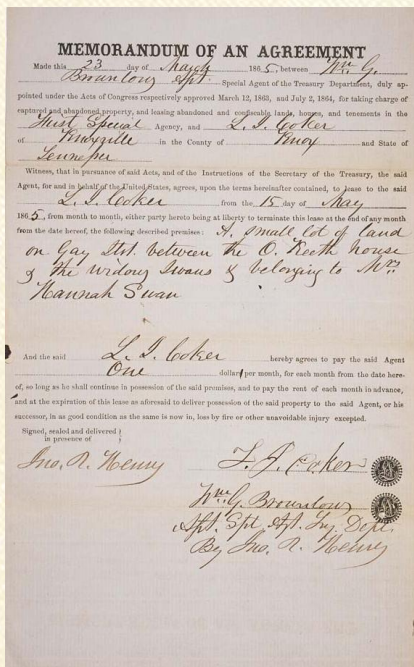 MEMORANDUM OF AN AGREEMENT
Made this 23 day of March 1865, between Wm G.
Brownlow Special Agent of the Treasury Department, duly ap-
pointed under the Acts of Congress respectively approved March 12, 1863, and July 2, 1864, for taking charge of
captured and abandoned property, and leasing abandoned and confiscable lands, houses, and tenements in the
First Special Agency, and L. J. Coker
of Knoxville in the County of Knox and State of
Tennessee
Witness, that in pursuance of said Acts, and of the Instructions of the Secretary of the Treasury, the said
Agent, for and in behalf of the United States, agrees, upon the terms hereinafter contained, to lease to the said
L. J. Coker from the 15 day of May
1865, from month to month, either party hereto being at liberty to terminate this lease at the end of any month
from the date hereof, the following described premises: A small lot of land
on Gay Street between the O. Keith house
& the widow Swans & belonging to Mrs
Hannah Swan
And the said L. J. Coker hereby agrees to pay the said Agent
One dollar per month, for each month from the date here-
of, so long as he shall continue in possession of the said premises, and to pay the rent of each month in advance,
and at the expiration of this lease as aforesaid to deliver possession of the said property to the said Agent, or his
successor, in as good condition as the same is now in, loss by fire or other unavoidable injury excepted.
Signed, sealed and delivered }
in presence of }
Jno. R. Henry
L. J. Coker
Wm G. Brownlow
Asst. Spl. Agt. Try. Dept.
By Jno. R. Henry